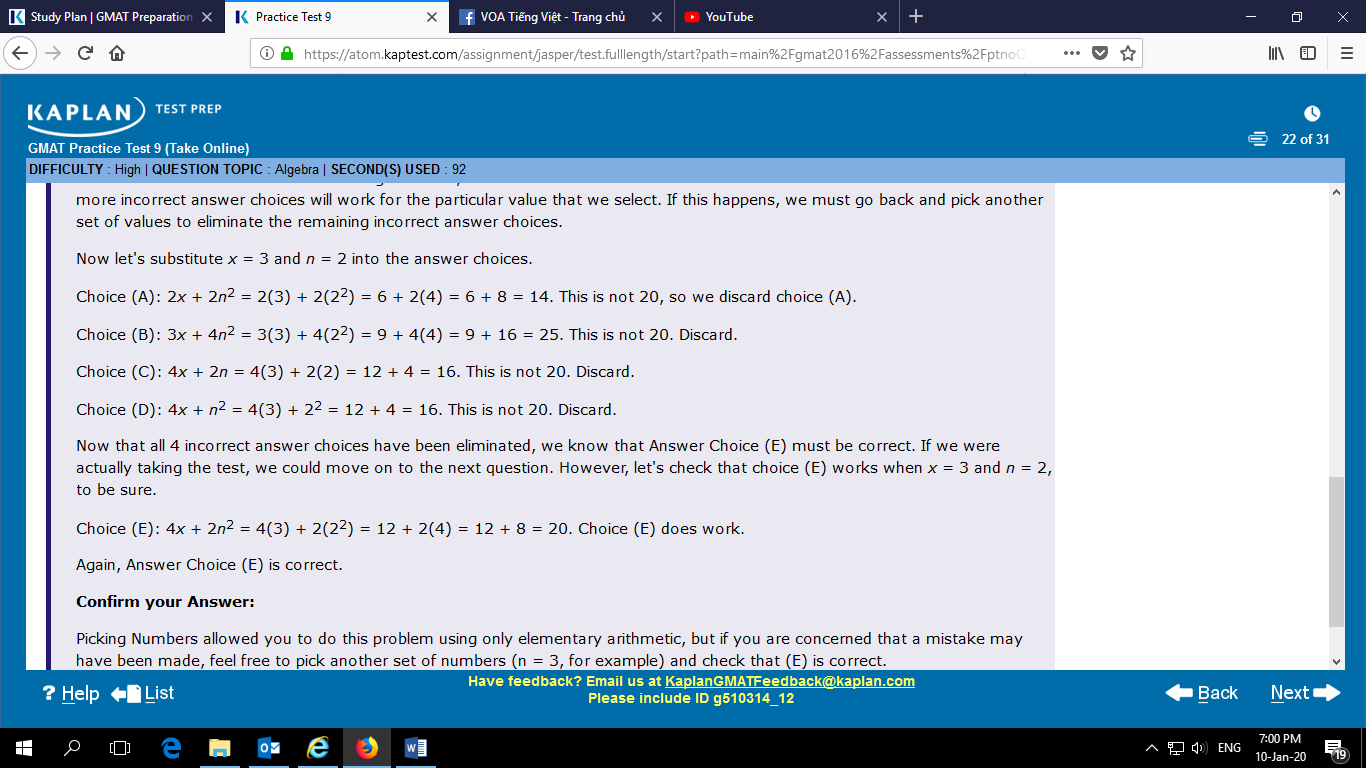 Study Plan | GMAT Preparation
Practice Test 9
VOA Tiếng Việt - Trang chủ
YouTube
https://atom.kaptest.com/assignment/jasper/test.fulllength/start?path=main%2Fgmat2016%2Fassessments%2Fptno
KAPLAN TEST PREP
GMAT Practice Test 9 (Take Online)
22 of 31
DIFFICULTY : High | QUESTION TOPIC : Algebra | SECOND(S) USED : 92
more incorrect answer choices will work for the particular value that we select. If this happens, we must go back and pick another
set of values to eliminate the remaining incorrect answer choices.
Now let's substitute x = 3 and n = 2 into the answer choices.
Choice (A): 2x + 2n² = 2(3) + 2(2²) = 6 + 2(4) = 6 + 8 = 14. This is not 20, so we discard choice (A).
Choice (B): 3x + 4n² = 3(3) + 4(2²) = 9 + 4(4) = 9 + 16 = 25. This is not 20. Discard.
Choice (C): 4x + 2n = 4(3) + 2(2) = 12 + 4 = 16. This is not 20. Discard.
Choice (D): 4x + n² = 4(3) + 2² = 12 + 4 = 16. This is not 20. Discard.
Now that all 4 incorrect answer choices have been eliminated, we know that Answer Choice (E) must be correct. If we were
actually taking the test, we could move on to the next question. However, let's check that choice (E) works when x = 3 and n = 2,
to be sure.
Choice (E): 4x + 2n² = 4(3) + 2(2²) = 12 + 2(4) = 12 + 8 = 20. Choice (E) does work.
Again, Answer Choice (E) is correct.
Confirm your Answer:
Picking Numbers allowed you to do this problem using only elementary arithmetic, but if you are concerned that a mistake may
have been made, feel free to pick another set of numbers (n = 3, for example) and check that (E) is correct.
? Help
List
Have feedback? Email us at KaplanGMATFeedback@kaplan.com
Please include ID g510314_12
Back
Next
ENG
7:00 PM
10-Jan-20
19